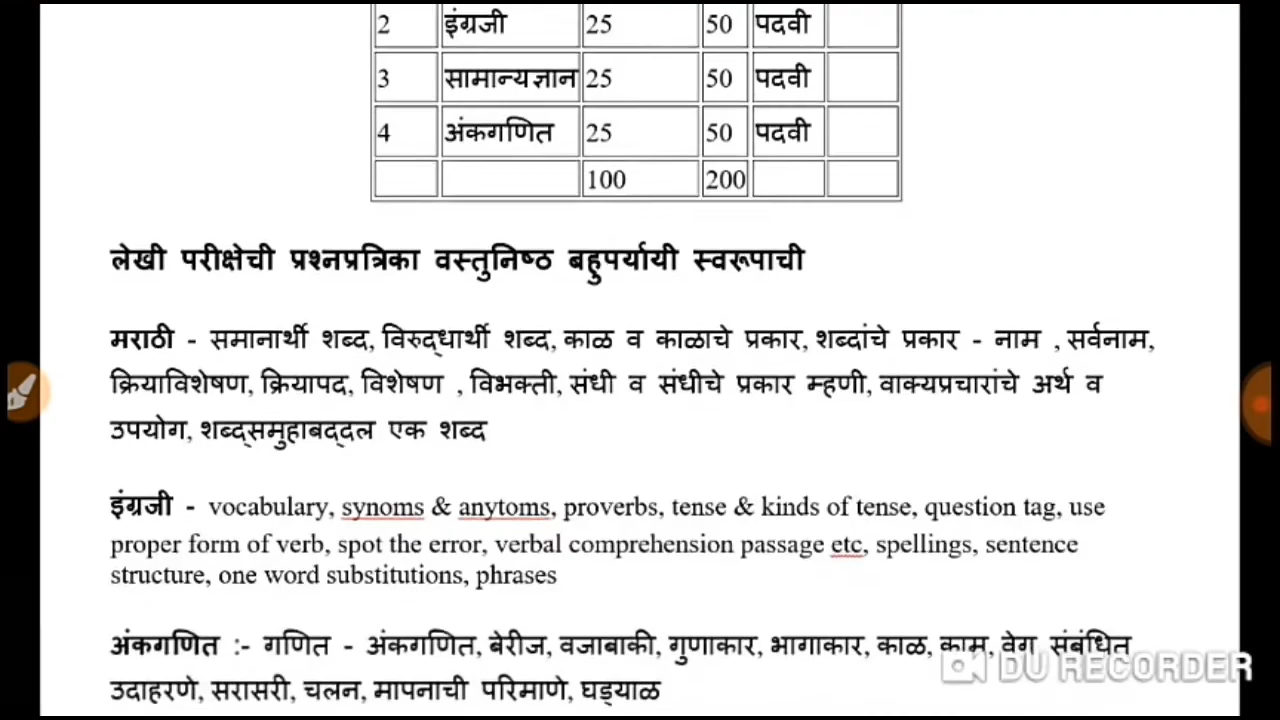 2 इंग्रजी 25 50 पदवी
3 सामान्यज्ञान 25 50 पदवी
4 अंकगणित 25 50 पदवी
100 200
लेखी परीक्षेची प्रश्नप्रत्रिका वस्तुनिष्ठ बहुपर्यायी स्वरूपाची
मराठी - समानार्थी शब्द, विरुद्धार्थी शब्द, काळ व काळाचे प्रकार, शब्दांचे प्रकार - नाम , सर्वनाम,
क्रियाविशेषण, क्रियापद, विशेषण , विभक्ती, संधी व संधीचे प्रकार म्हणी, वाक्यप्रचारांचे अर्थ व
उपयोग, शब्द्समुहाबद्दल एक शब्द
इंग्रजी - vocabulary, synoms & anytoms, proverbs, tense & kinds of tense, question tag, use
proper form of verb, spot the error, verbal comprehension passage etc, spellings, sentence
structure, one word substitutions, phrases
अंकगणित :- गणित - अंकगणित, बेरीज, वजाबाकी, गुणाकार, भागाकार, काळ, काम, वेग संबंधित
उदाहरणे, सरासरी, चलन, मापनाची परिमाणे, घड्याळ
DU RECORDER